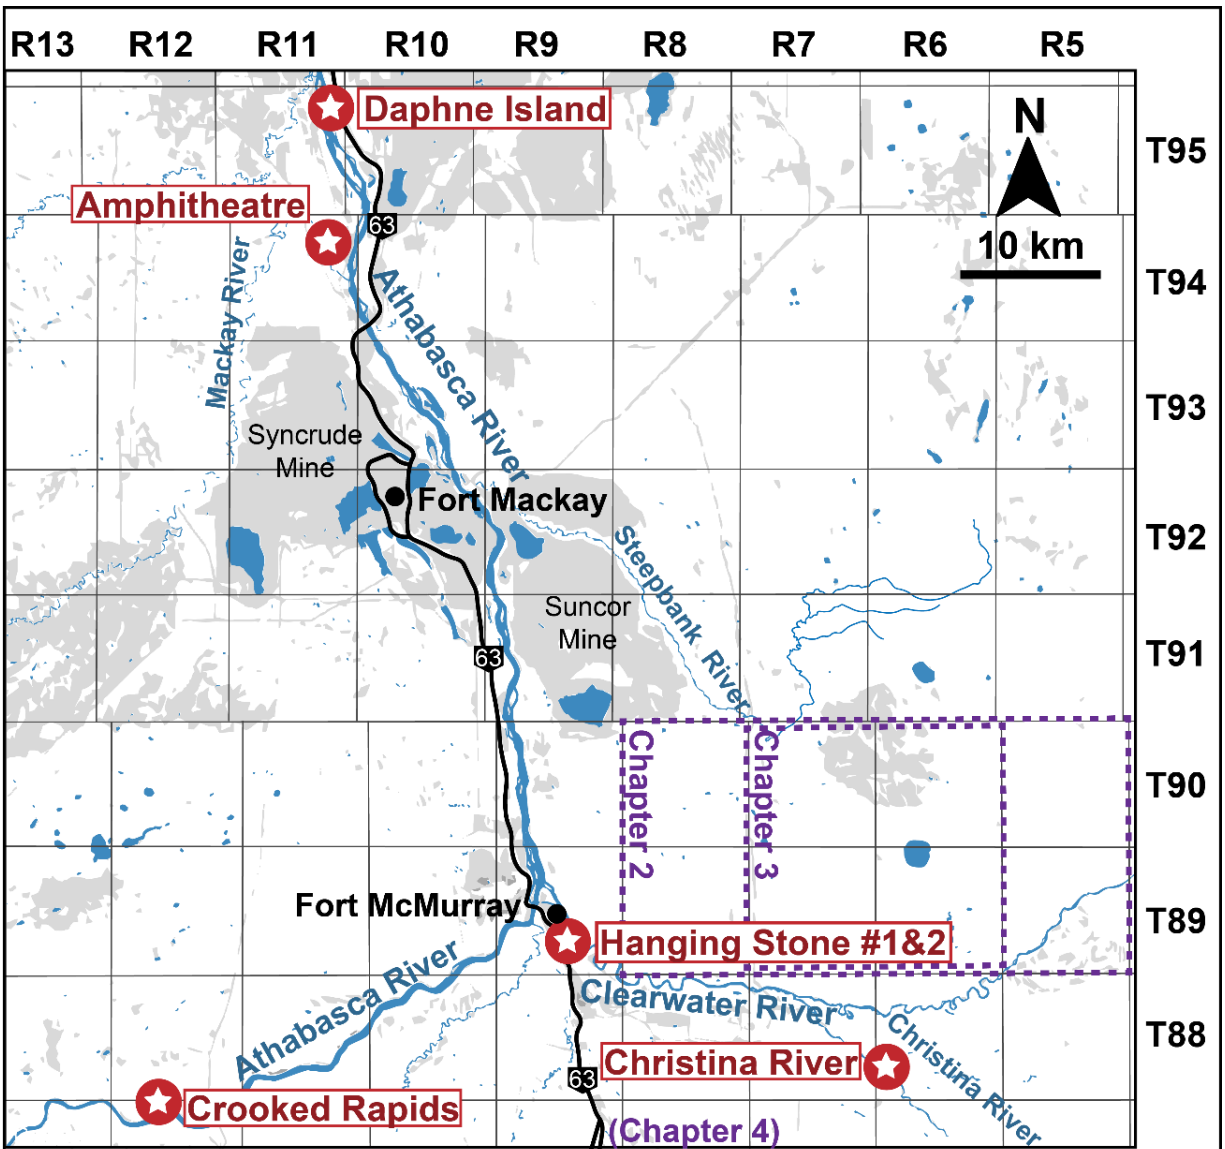 R13 R12 R11 R10 R9 R8 R7 R6 R5
Daphne Island
N
T95
Amphitheatre
63
10 km
T94
Mackay River
Athabasca River
T93
Syncrude
Mine
Fort Mackay
T92
Steepbank River
Suncor
Mine
63
T91
Chapter 2
Chapter 3
T90
Fort McMurray
T89
Hanging Stone #1&2
Athabasca River
Clearwater River
T88
Christina River
Christina River
63
Crooked Rapids
(Chapter 4)